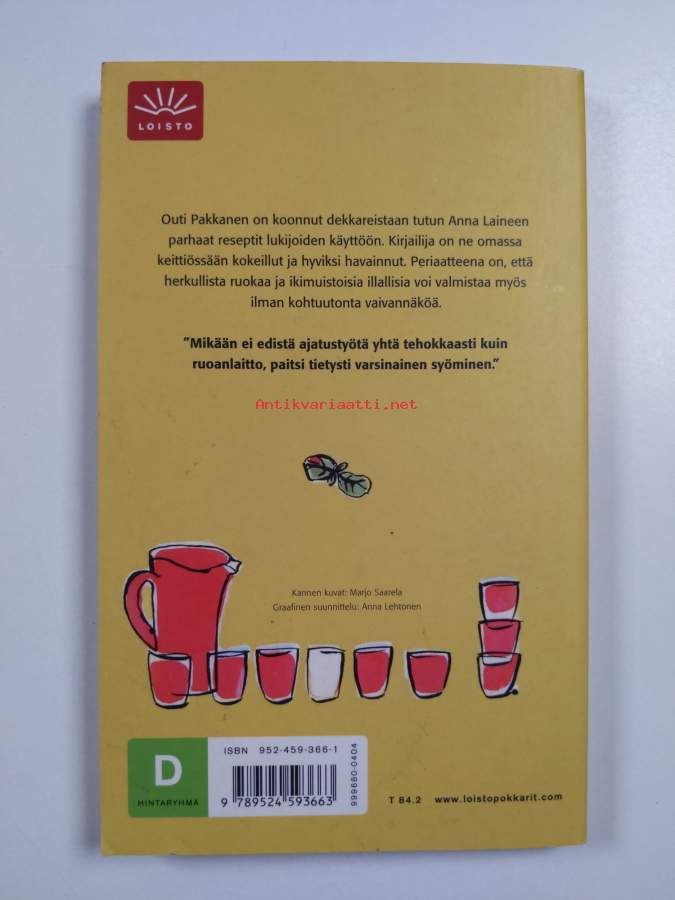 LOISTO
Outi Pakkanen on koonnut dekkareistaan tutun Anna Laineen
parhaat reseptit lukijoiden käyttöön. Kirjailija on ne omassa
keittiössään kokeillut ja hyviksi havainnut. Periaatteena on, että
herkullista ruokaa ja ikimuistoisia illallisia voi valmistaa myös
ilman kohtuutonta vaivannäköä.
"Mikään ei edistä ajatustyötä yhtä tehokkaasti kuin
ruoanlaitto, paitsi tietysti varsinainen syöminen."
Antikvariaatti.net
Kannen kuvat: Marjo Saarela
Graafinen suunnittelu: Anna Lehtonen
D
HINTARYHMÄ
ISBN 952-459-366-1
9 789524 593663
999680-0404
T 84.2 www.loistopokkarit.com